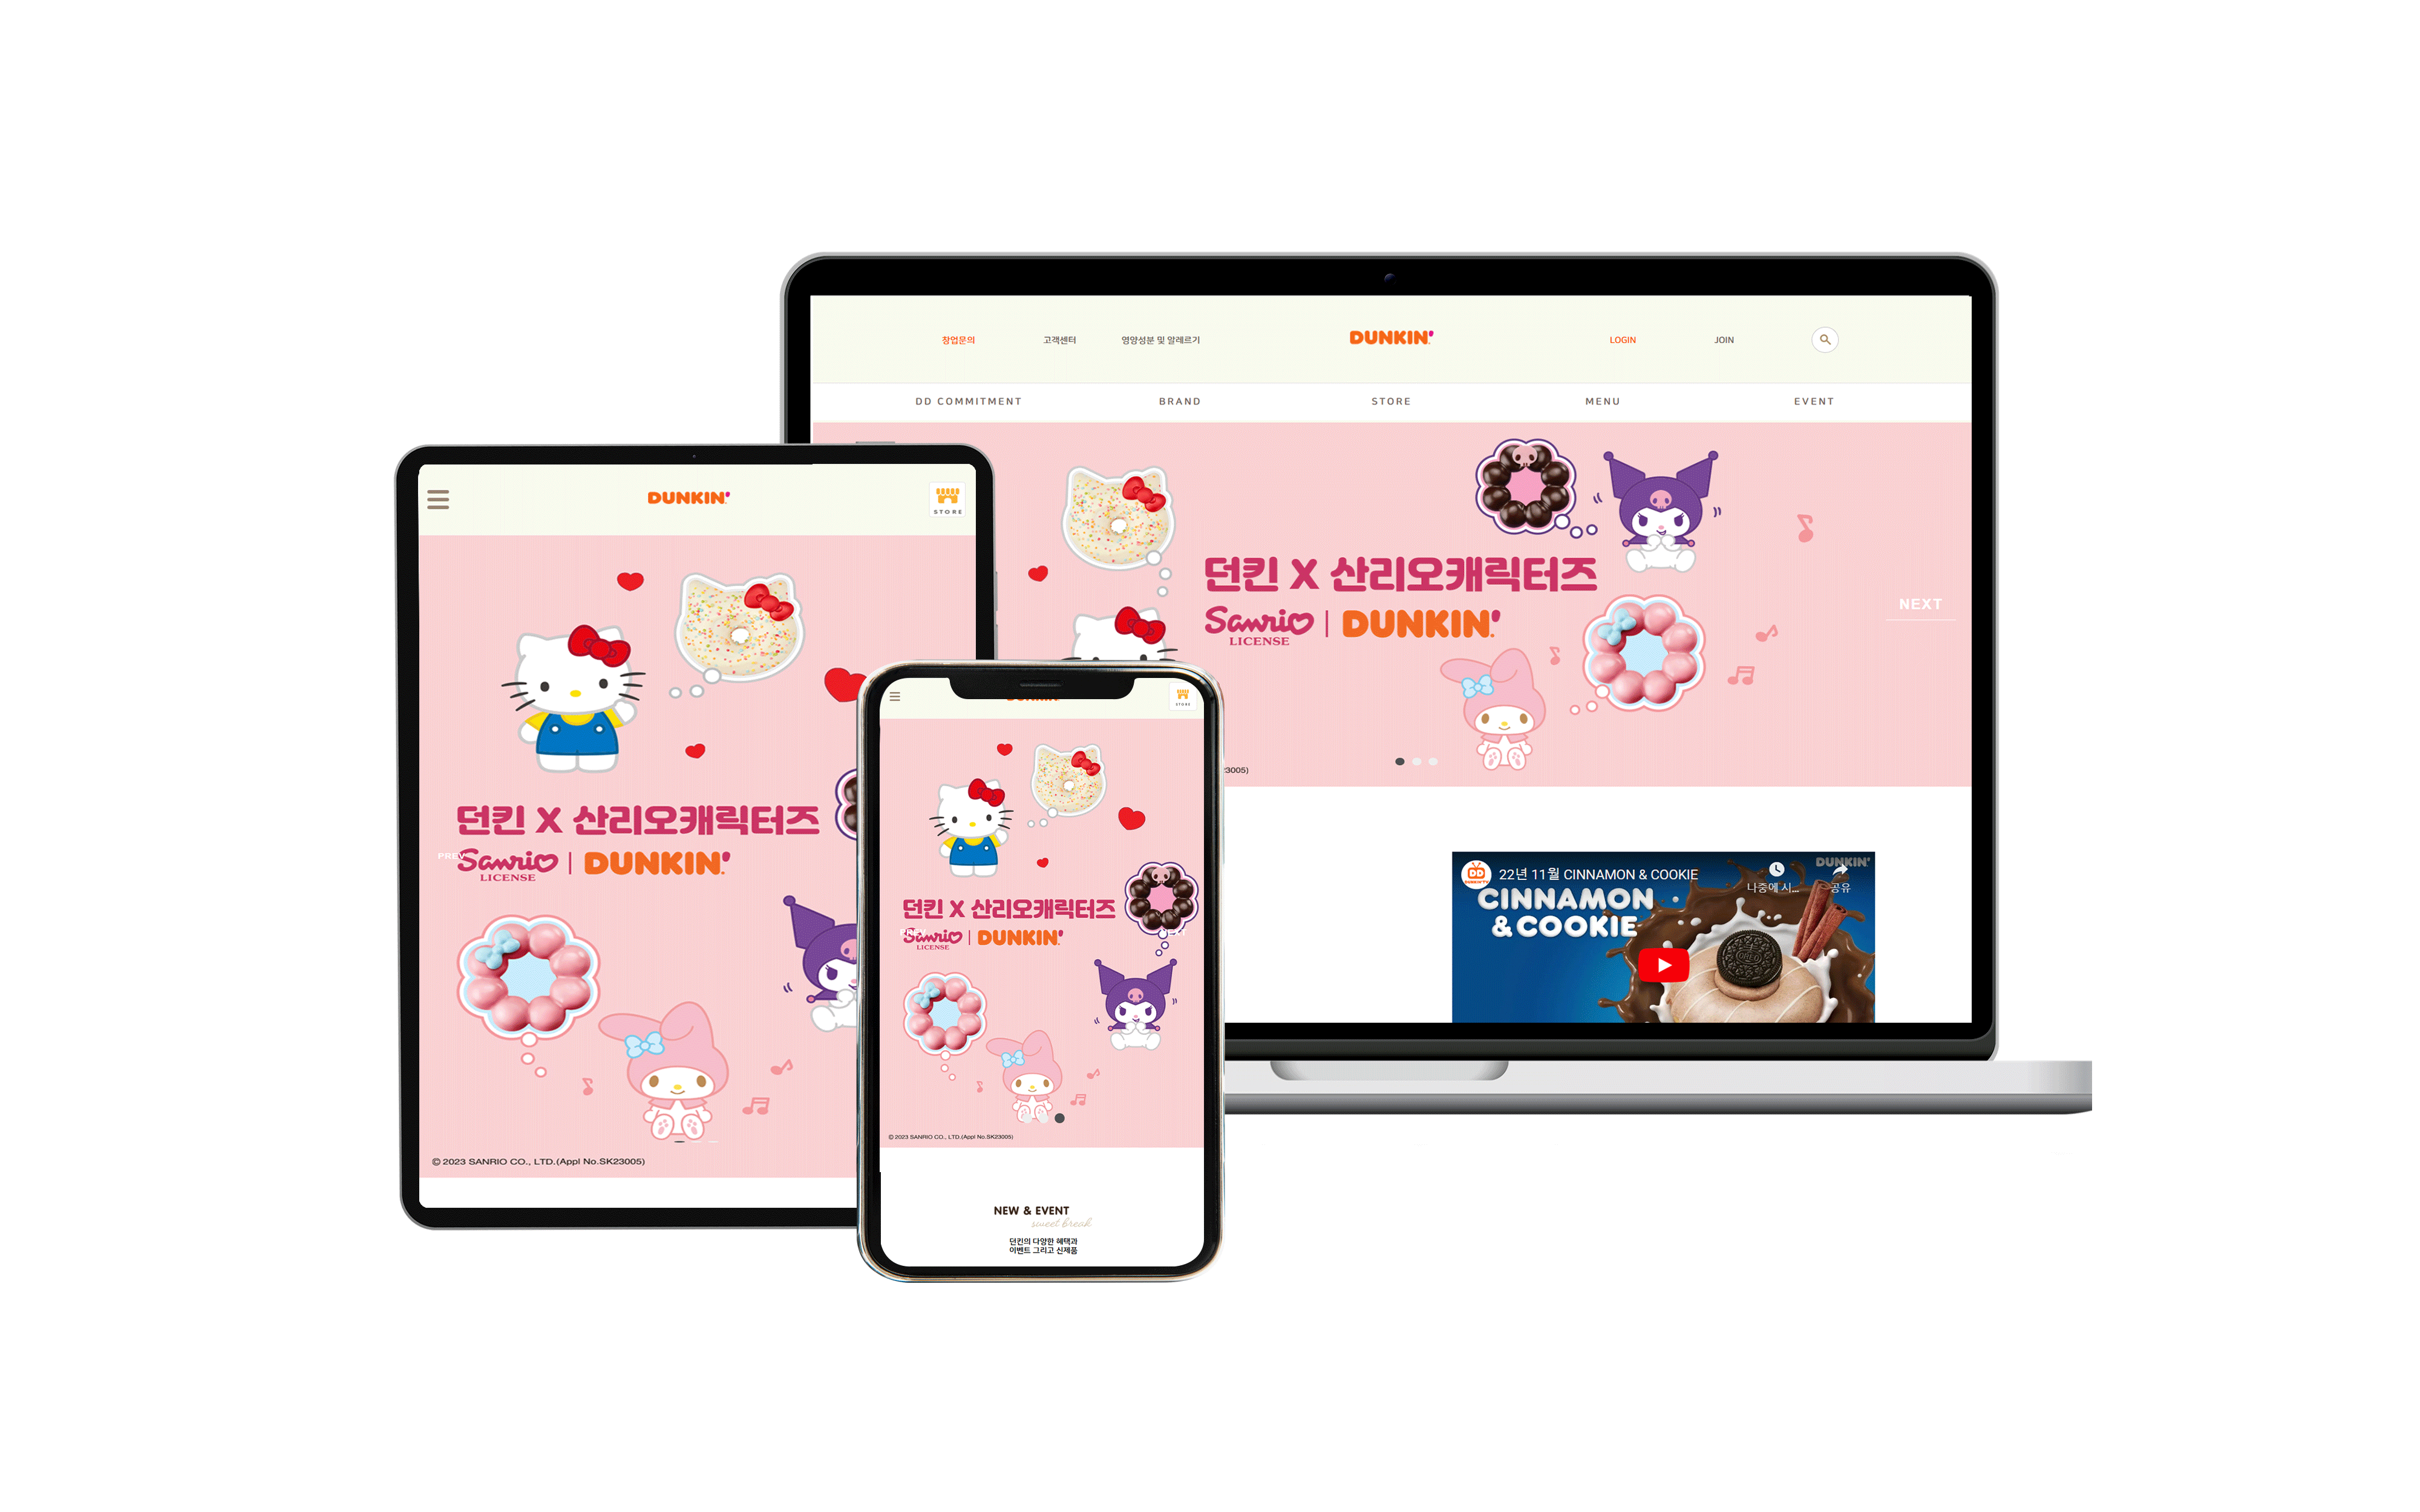 창업문의 고객센터 영양성분 및 알레르기 DUNKIN' LOGIN JOIN
DD COMMITMENT BRAND STORE MENU EVENT
던킨 X 산리오캐릭터즈
Sanrio LICENSE | DUNKIN'
NEXT
23005)
DD
22년 11월 CINNAMON & COOKIE
나중에 시...
공유
DUNKIN'
CINNAMON
& COOKIE
OREO
DUNKIN'
STORE
던킨 X 산리오캐릭터즈
PREV
Sanrio LICENSE | DUNKIN'
© 2023 SANRIO CO., LTD.(Appl No.SK23005)
STORE
던킨 X 산리오캐릭터즈
Sanrio LICENSE | DUNKIN'
© 2023 SANRIO CO., LTD.(Appl No.SK23005)
NEW & EVENT
sweet break
던킨의 다양한 혜택과
이벤트 그리고 신제품